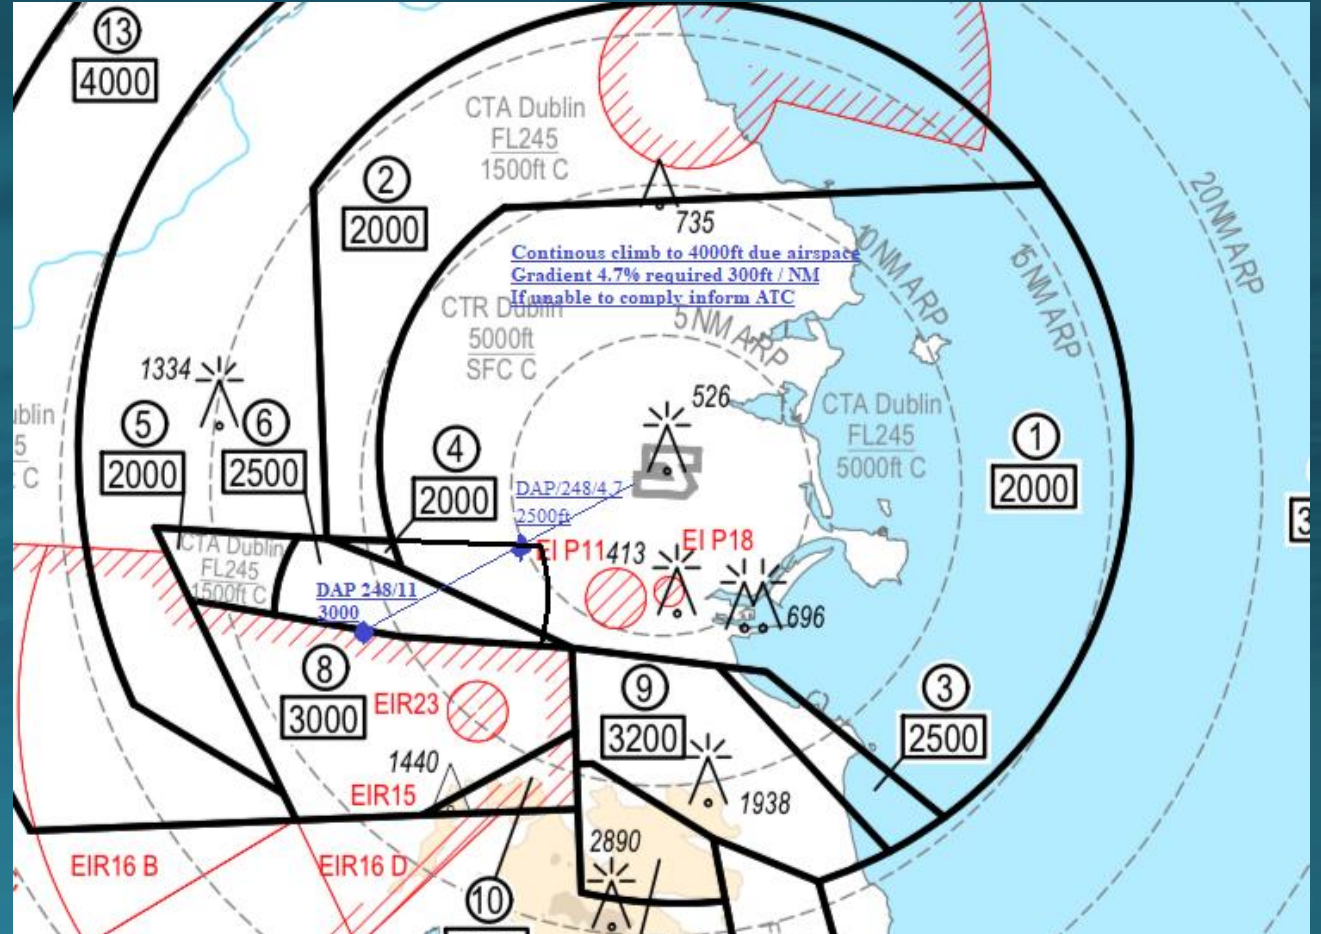 13
4000
CTA Dublin
FL245
1500ft C
2
2000
20NM ARP
735
Continous climb to 4000ft due airspace
Gradient 4.7% required 300ft / NM
If unable to comply inform ATC
10NM ARP
15NM ARP
CTR Dublin
5000ft
SFC C
5 NM ARP
1334
526
CTA Dublin
FL245
5000ft C
ublin
5
C
5
2000
6
2500
4
2000
1
2000
3
DAP/248/4.7
2500ft
EI P11
413
EI P18
CTA Dublin
FL245
1500ft C
DAP 248/11
3000
696
8
3000
EIR23
9
3200
3
2500
1440
EIR15
1938
2890
EIR16 B
EIR16 D
10